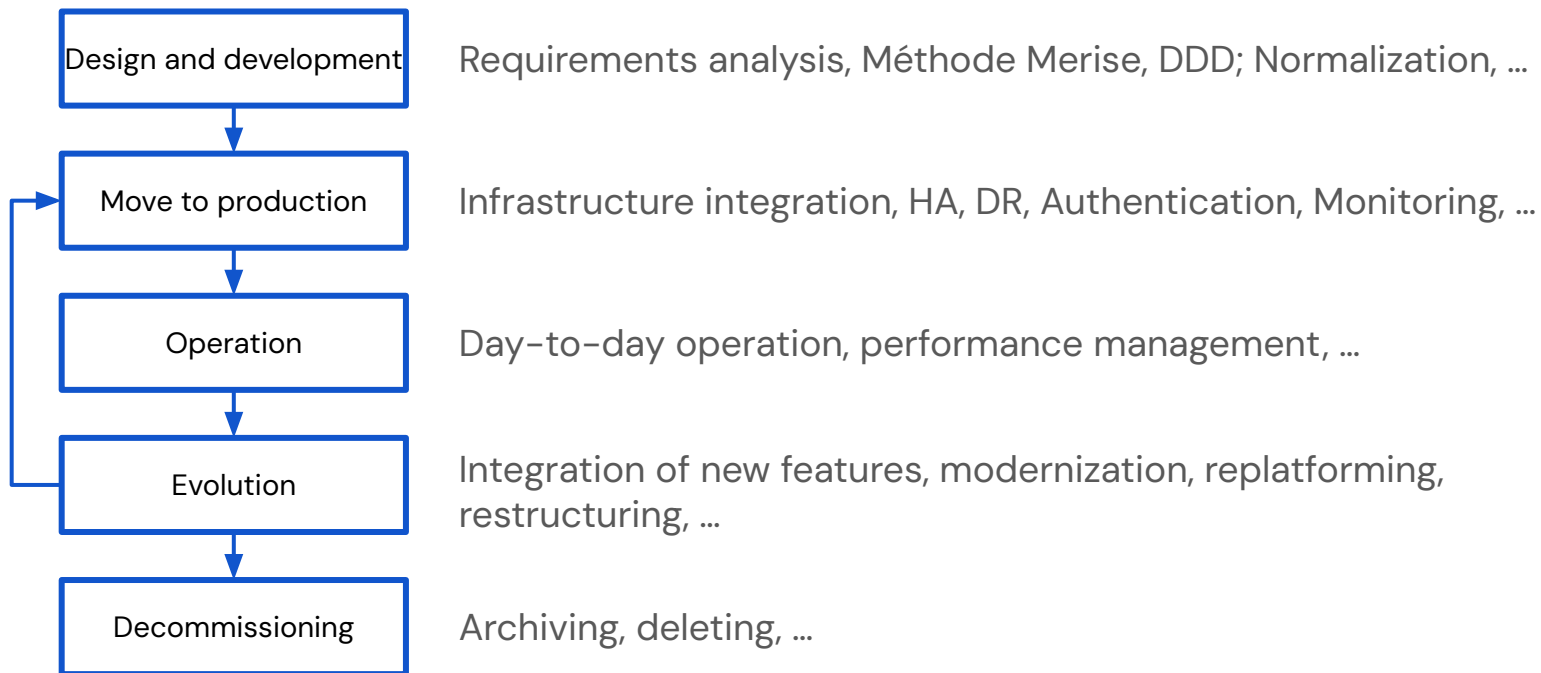 Design and development
Requirements analysis, Méthode Merise, DDD; Normalization, …
Move to production
Infrastructure integration, HA, DR, Authentication, Monitoring, …
Operation
Day-to-day operation, performance management, …
Evolution
Integration of new features, modernization, replatforming,
restructuring, …
Decommissioning
Archiving, deleting, …